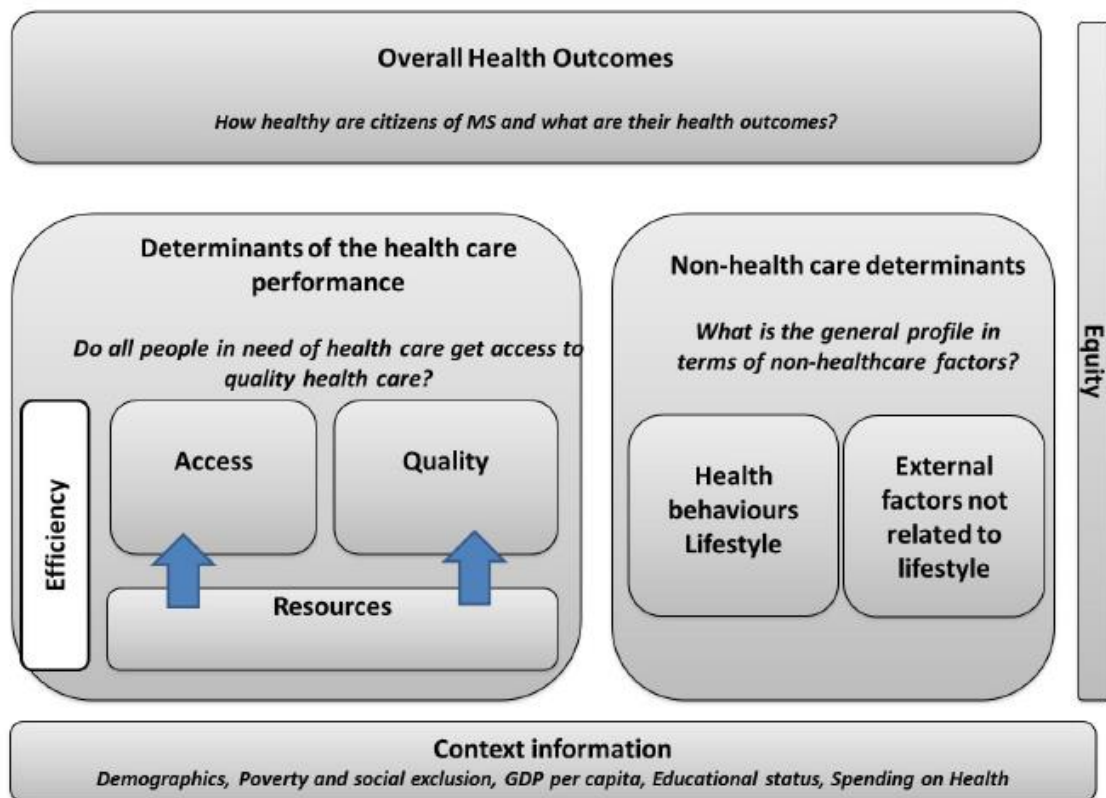 Overall Health Outcomes
How healthy are citizens of MS and what are their health outcomes?
Determinants of the health care
performance
Do all people in need of health care get access to
quality health care?
Efficiency
Access
Quality
Resources
Non-health care determinants
What is the general profile in
terms of non-healthcare factors?
Health
behaviours
Lifestyle
External
factors not
related to
lifestyle
Equity
Context information
Demographics, Poverty and social exclusion, GDP per capita, Educational status, Spending on Health